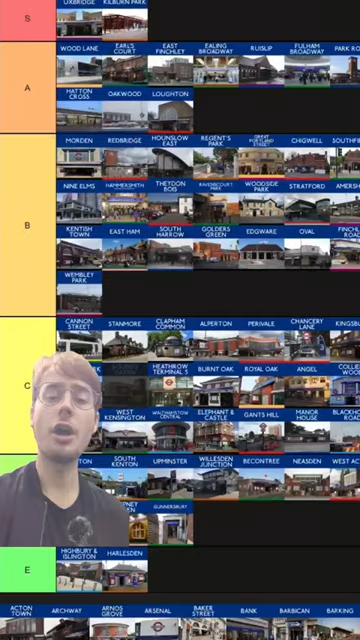 S
UXBRIDGE KILBURN PARK
A
WOOD LANE EARL'S COURT EAST FINCHLEY EALING BROADWAY RUISLIP FULHAM BROADWAY PARK RO
HATTON CROSS OAKWOOD LOUGHTON
B
MORDEN REDBRIDGE HOUNSLOW EAST REGENT'S PARK GREAT PORTLAND STREET CHIGWELL SOUTHFI
NINE ELMS HAMMERSMITH THEYDON BOIS RAVENSCOURT PARK WOODSIDE PARK STRATFORD AMERS
KENTISH TOWN EAST HAM SOUTH HARROW GOLDERS GREEN EDGWARE OVAL FINCHL ROAD
WEMBLEY PARK
C
CANNON STREET STANMORE CLAPHAM COMMON ALPERTON PERIVALE CHANCERY LANE KINGSBU
HEATHROW TERMINAL 5 BURNT OAK ROYAL OAK ANGEL COLLIE WOO
WEST KENSINGTON WALTHAMSTOW CENTRAL ELEPHANT & CASTLE GANTS HILL MANOR HOUSE BLACKHO ROAD
TON SOUTH KENTON UPMINSTER WILLESDEN JUNCTION BECONTREE NEASDEN WEST AC
NEY GUNNERSBURY
E
HIGHBURY & ISLINGTON HARLESDEN
ACTON TOWN ARCHWAY ARNOS GROVE ARSENAL BAKER STREET BANK BARBICAN BARKING